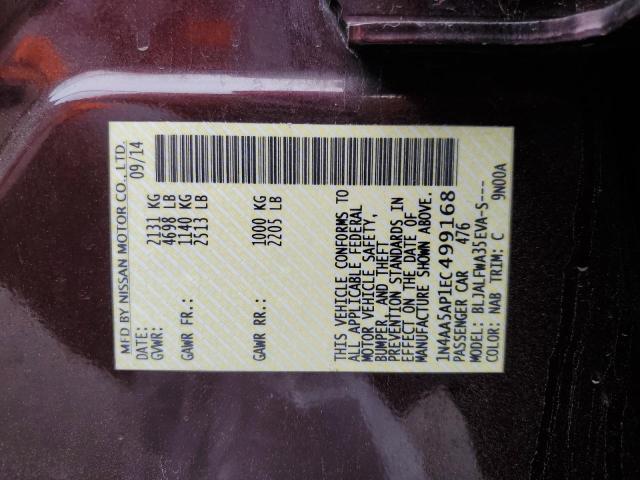 MFD BY NISSAN MOTOR CO., LTD.
DATE: 09/14
GVWR: 2131 KG
4698 LB
GAWR FR.: 1140 KG
2513 LB
GAWR RR.: 1000 KG
2205 LB
THIS VEHICLE CONFORMS TO
ALL APPLICABLE FEDERAL
MOTOR VEHICLE SAFETY,
BUMPER, AND THEFT
PREVENTION STANDARDS IN
EFFECT ON THE DATE OF
MANUFACTURE SHOWN ABOVE.
1N4AA5AP1EC499168
PASSENGER CAR 476
MODEL: BLJALFWA35EVA-S---
COLOR: NAB TRIM: C 9N00A